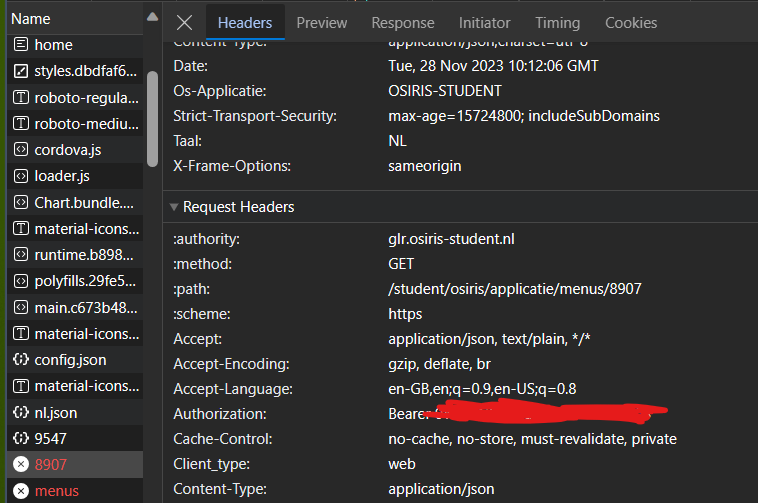 Name
home
styles.dbdfaf6...
roboto-regula...
roboto-mediu...
cordova.js
loader.js
Chart.bundle....
material-icons...
runtime.b898...
polyfills.29fe5...
main.c673b48...
material-icons...
config.json
material-icons...
nl.json
9547
8907
menus
Headers Preview Response Initiator Timing Cookies
Content-Type: application/json;charset=utf-8
Date: Tue, 28 Nov 2023 10:12:06 GMT
Os-Applicatie: OSIRIS-STUDENT
Strict-Transport-Security: max-age=15724800; includeSubDomains
Taal: NL
X-Frame-Options: sameorigin
Request Headers
:authority: glr.osiris-student.nl
:method: GET
:path: /student/osiris/applicatie/menus/8907
:scheme: https
Accept: application/json, text/plain, */*
Accept-Encoding: gzip, deflate, br
Accept-Language: en-GB,en;q=0.9,en-US;q=0.8
Authorization: Bearer
Cache-Control: no-cache, no-store, must-revalidate, private
Client_type: web
Content-Type: application/json